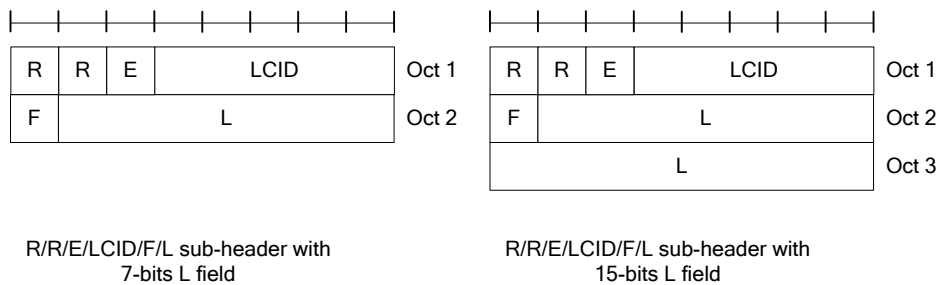 R R E LCID Oct 1
F L Oct 2
R/R/E/LCID/F/L sub-header with
7-bits L field
R R E LCID Oct 1
F L Oct 2
L Oct 3
R/R/E/LCID/F/L sub-header with
15-bits L field